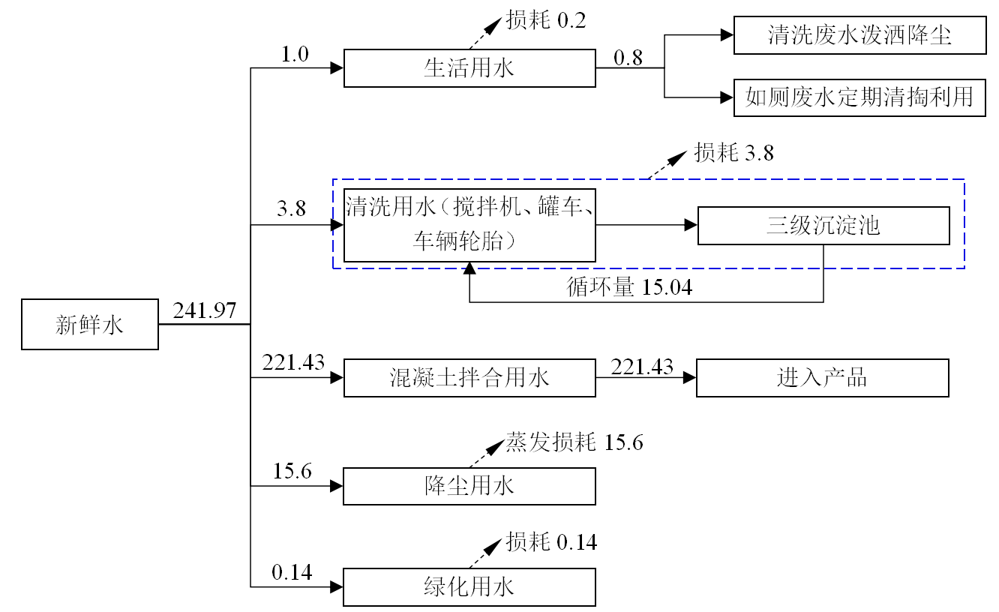 损耗 0.2
1.0
生活用水
0.8
清洗废水泼洒降尘
如厕废水定期清掏利用
损耗 3.8
3.8
清洗用水（搅拌机、罐车、
车辆轮胎）
三级沉淀池
循环量 15.04
新鲜水
241.97
221.43
混凝土拌合用水
221.43
进入产品
蒸发损耗 15.6
15.6
降尘用水
损耗 0.14
0.14
绿化用水